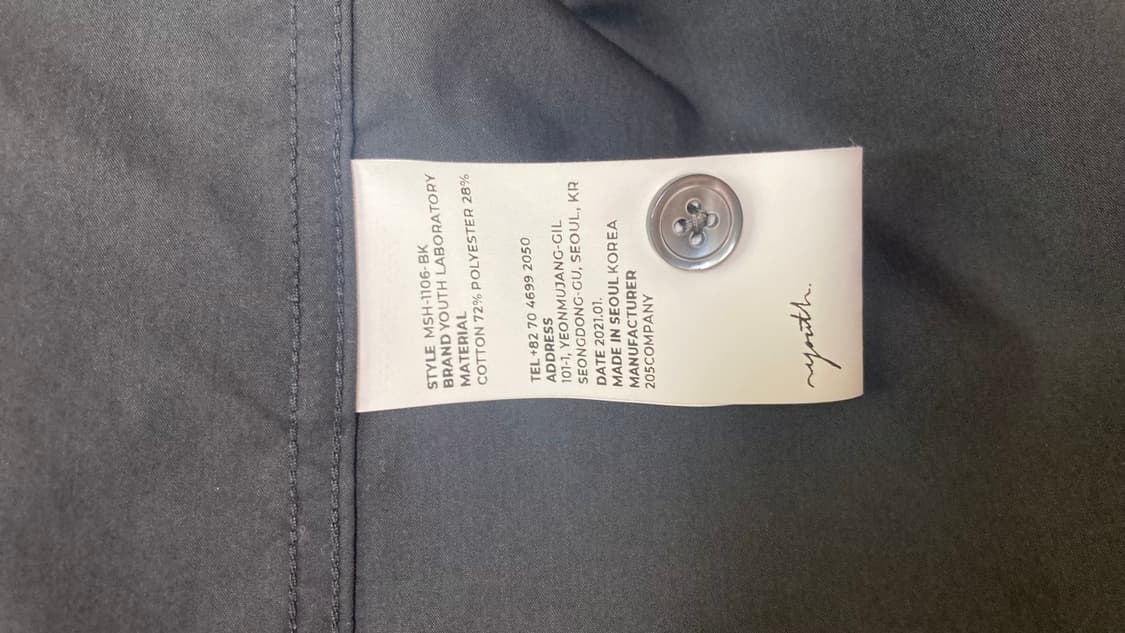 STYLE MSH-1106-BK
BRAND YOUTH LABORATORY
MATERIAL
COTTON 72% POLYESTER 28%
TEL +82 70 4699 2050
ADDRESS
101-1, YEONMUJANG-GIL
SEONGDONG-GU, SEOUL, KR
DATE 2021.01.
MADE IN SEOUL KOREA
MANUFACTURER
205COMPANY
youth.